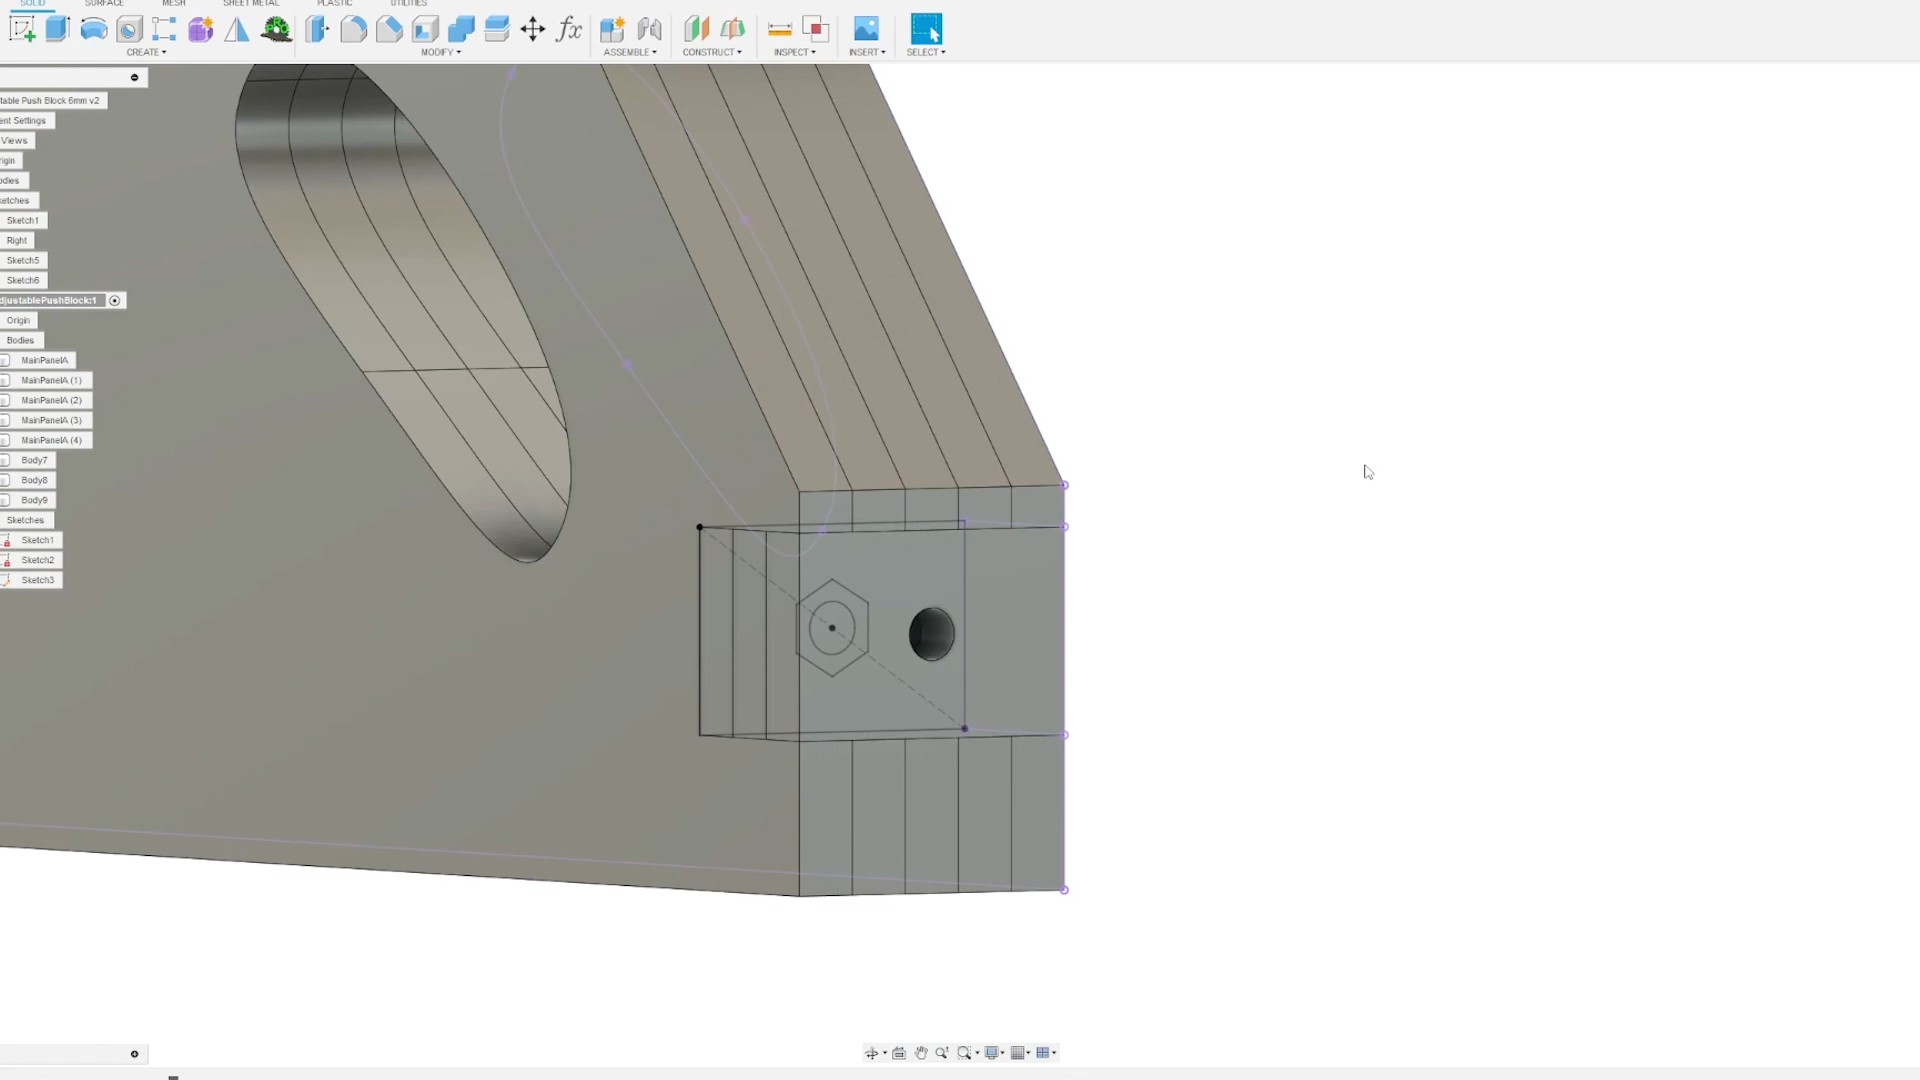 SOLID SURFACE MESH SHEET METAL PLASTIC UTILITIES
CREATE MODIFY ASSEMBLE CONSTRUCT INSPECT INSERT SELECT
table Push Block 6mm v2
ent Settings
Views
rigin
odies
ketches
Sketch1
Right
Sketch5
Sketch6
djustablePushBlock:1
Origin
Bodies
MainPanelA
MainPanelA (1)
MainPanelA (2)
MainPanelA (3)
MainPanelA (4)
Body7
Body8
Body9
Sketches
Sketch1
Sketch2
Sketch3